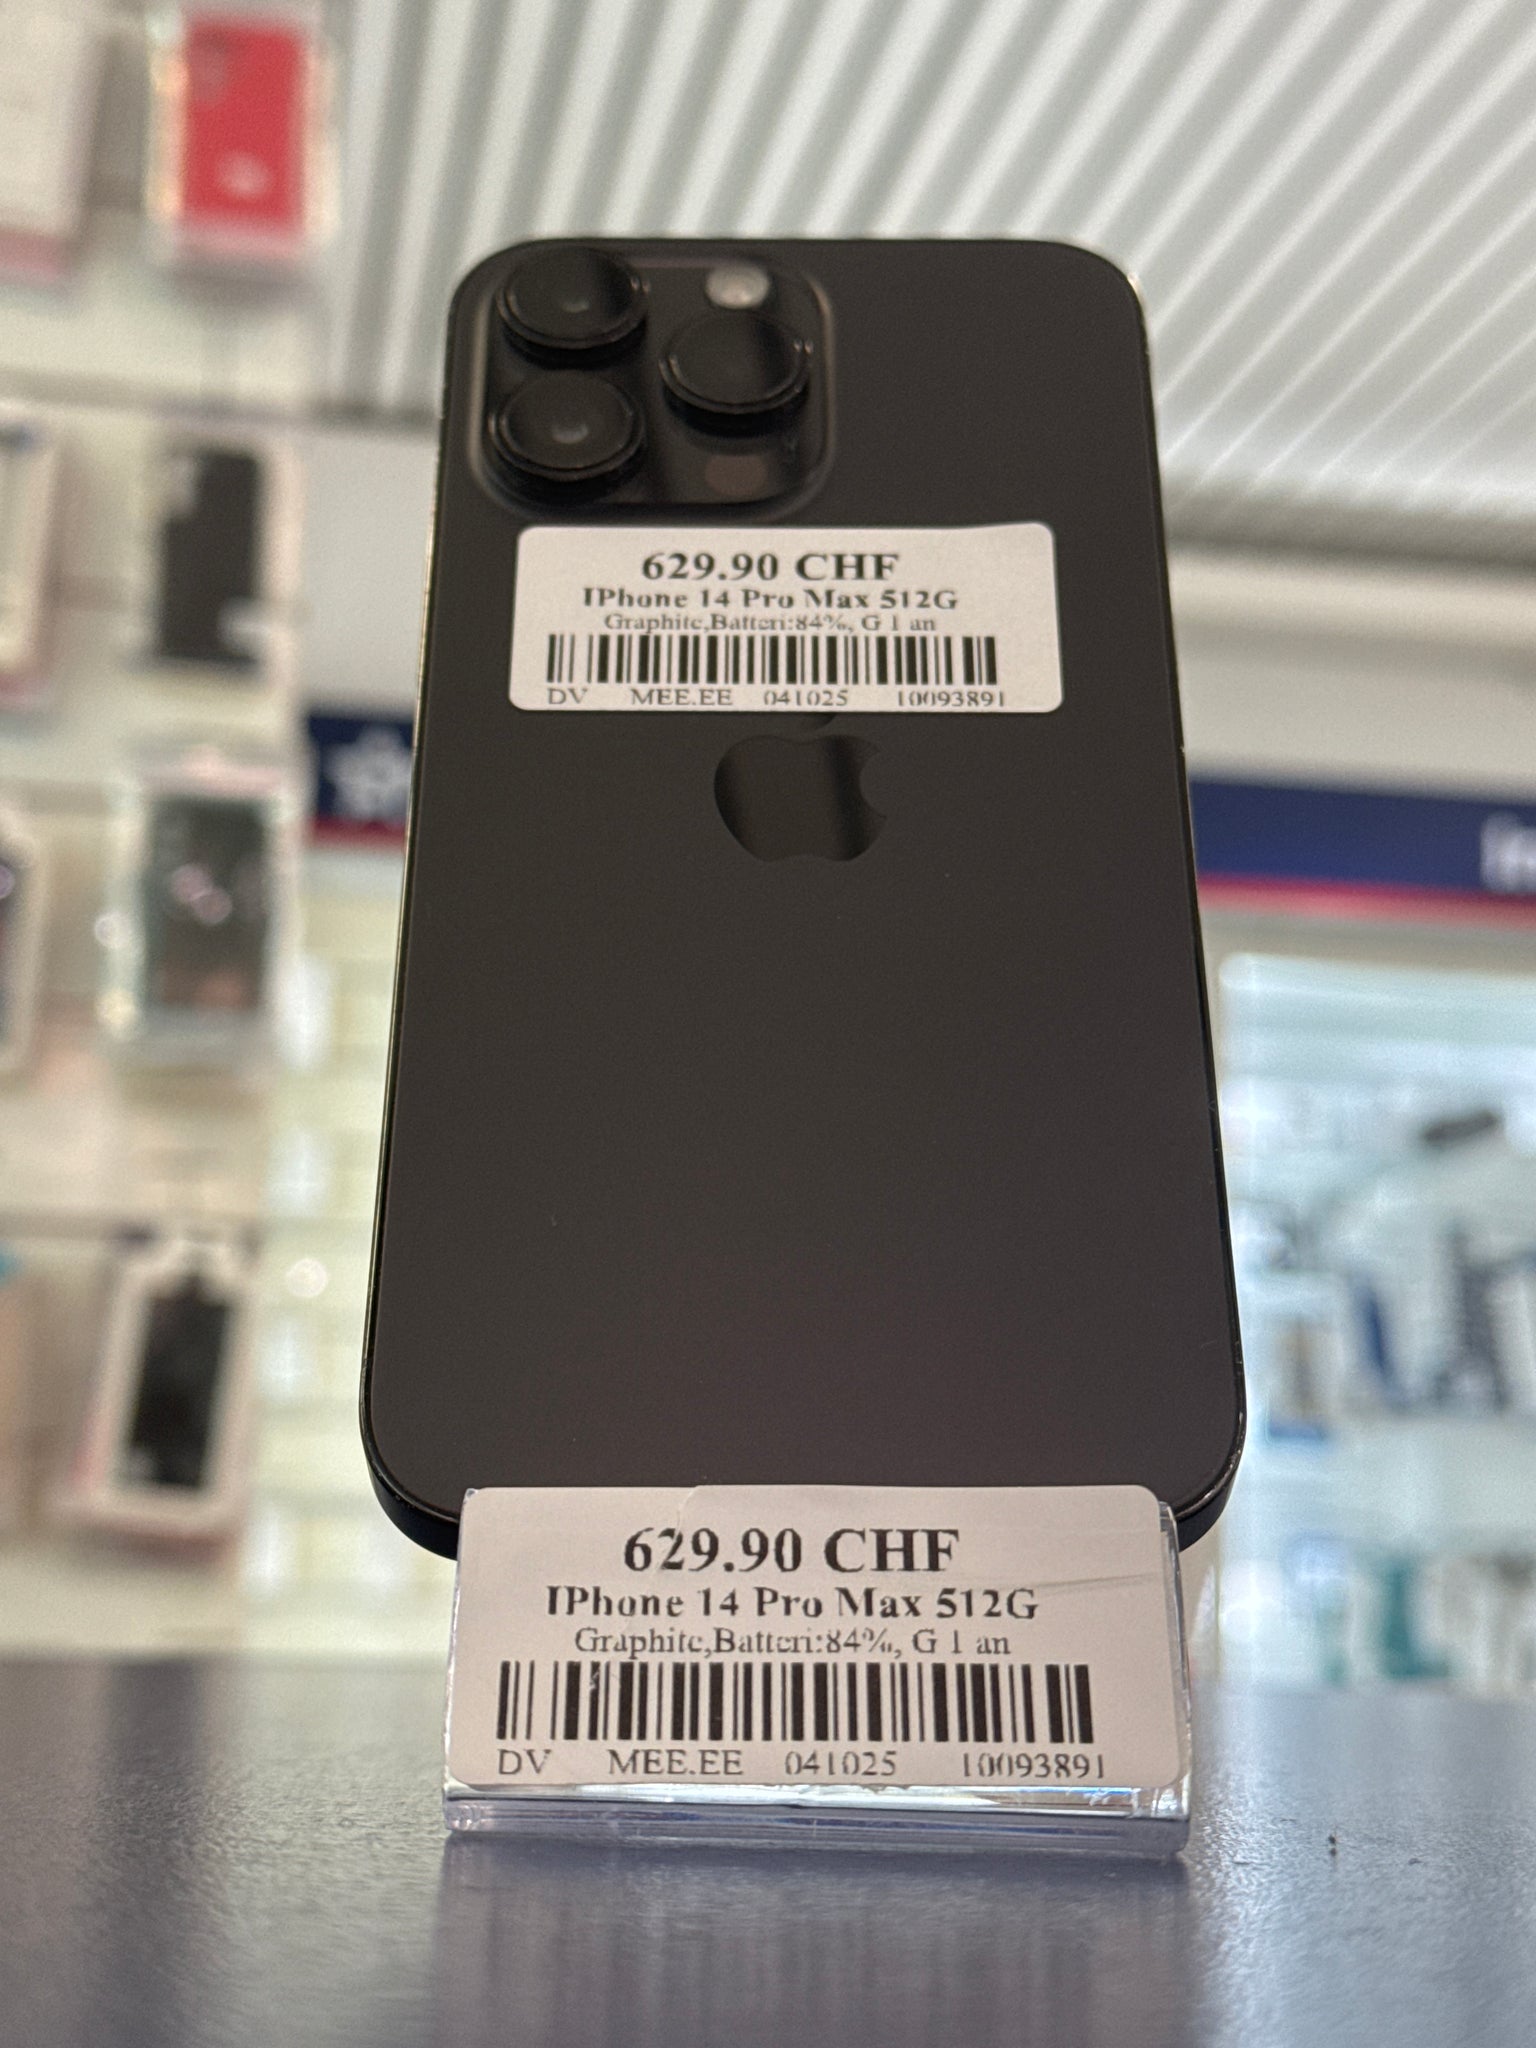 629.90 CHF
IPhone 14 Pro Max 512G
Graphite,Batteri:84%, G 1 an
DV MEE.EE 041025 10093891
629.90 CHF
IPhone 14 Pro Max 512G
Graphite,Batteri:84%, G 1 an
DV MEE.EE 041025 10093891